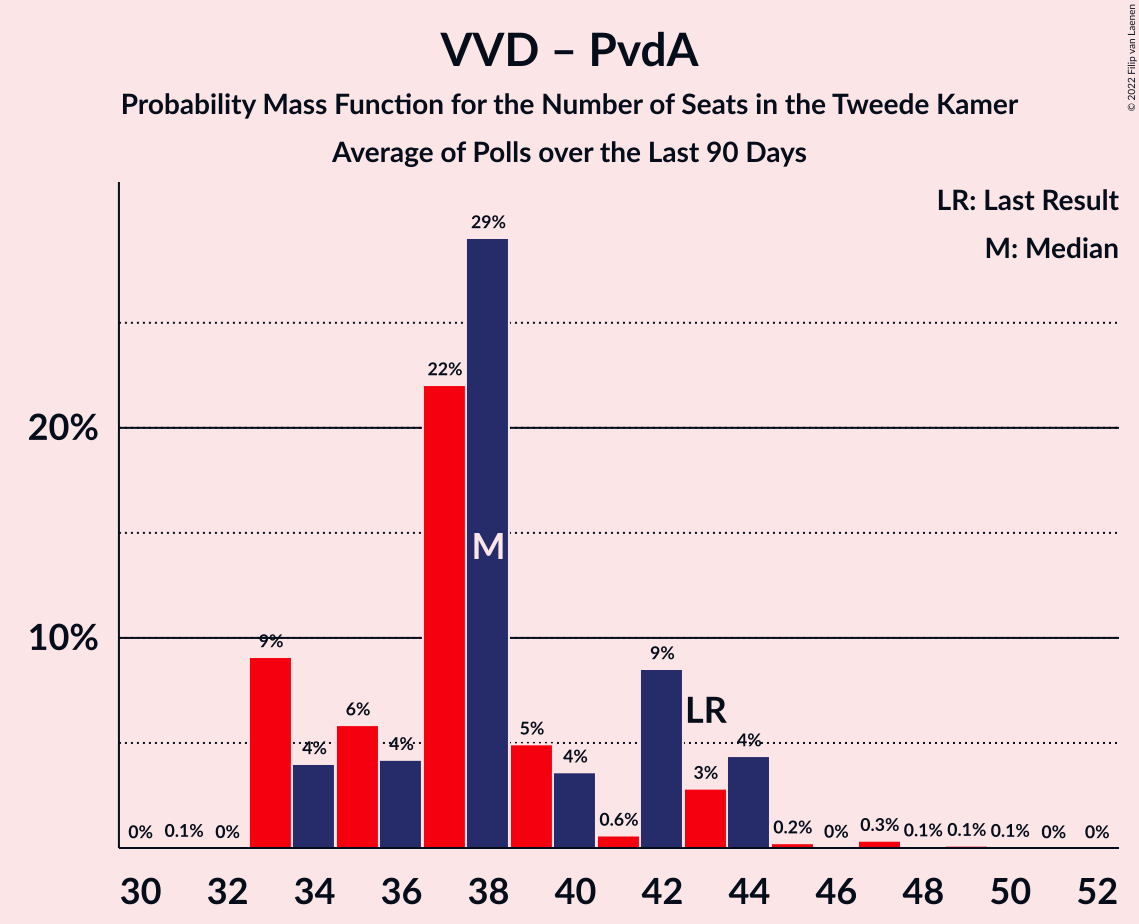 VVD – PvdA
Probability Mass Function for the Number of Seats in the Tweede Kamer
Average of Polls over the Last 90 Days
© 2022 Filip van Laenen
LR: Last Result
M: Median
20%
10%
0%
0.1%
0%
9%
4%
6%
4%
22%
29%
5%
4%
0.6%
9%
3%
4%
0.2%
0%
0.3%
0.1%
0.1%
0.1%
0%
0%
M
LR
30 32 34 36 38 40 42 44 46 48 50 52